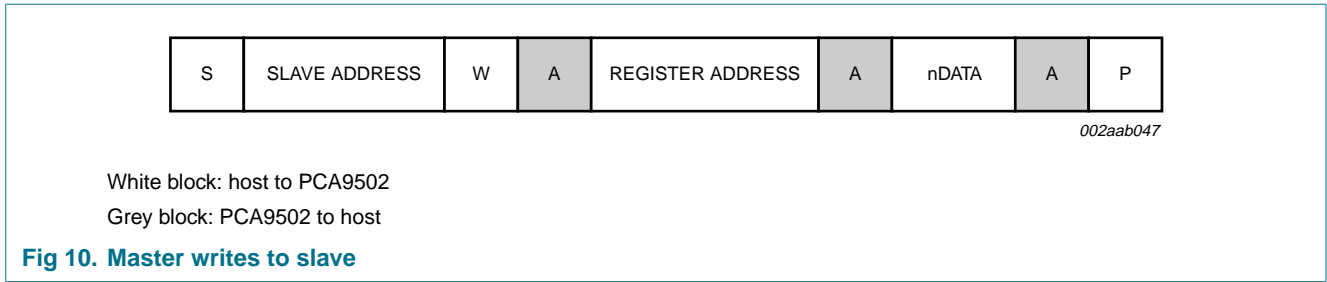 S SLAVE ADDRESS W A REGISTER ADDRESS A nDATA A P
002aab047
White block: host to PCA9502
Grey block: PCA9502 to host
Fig 10. Master writes to slave